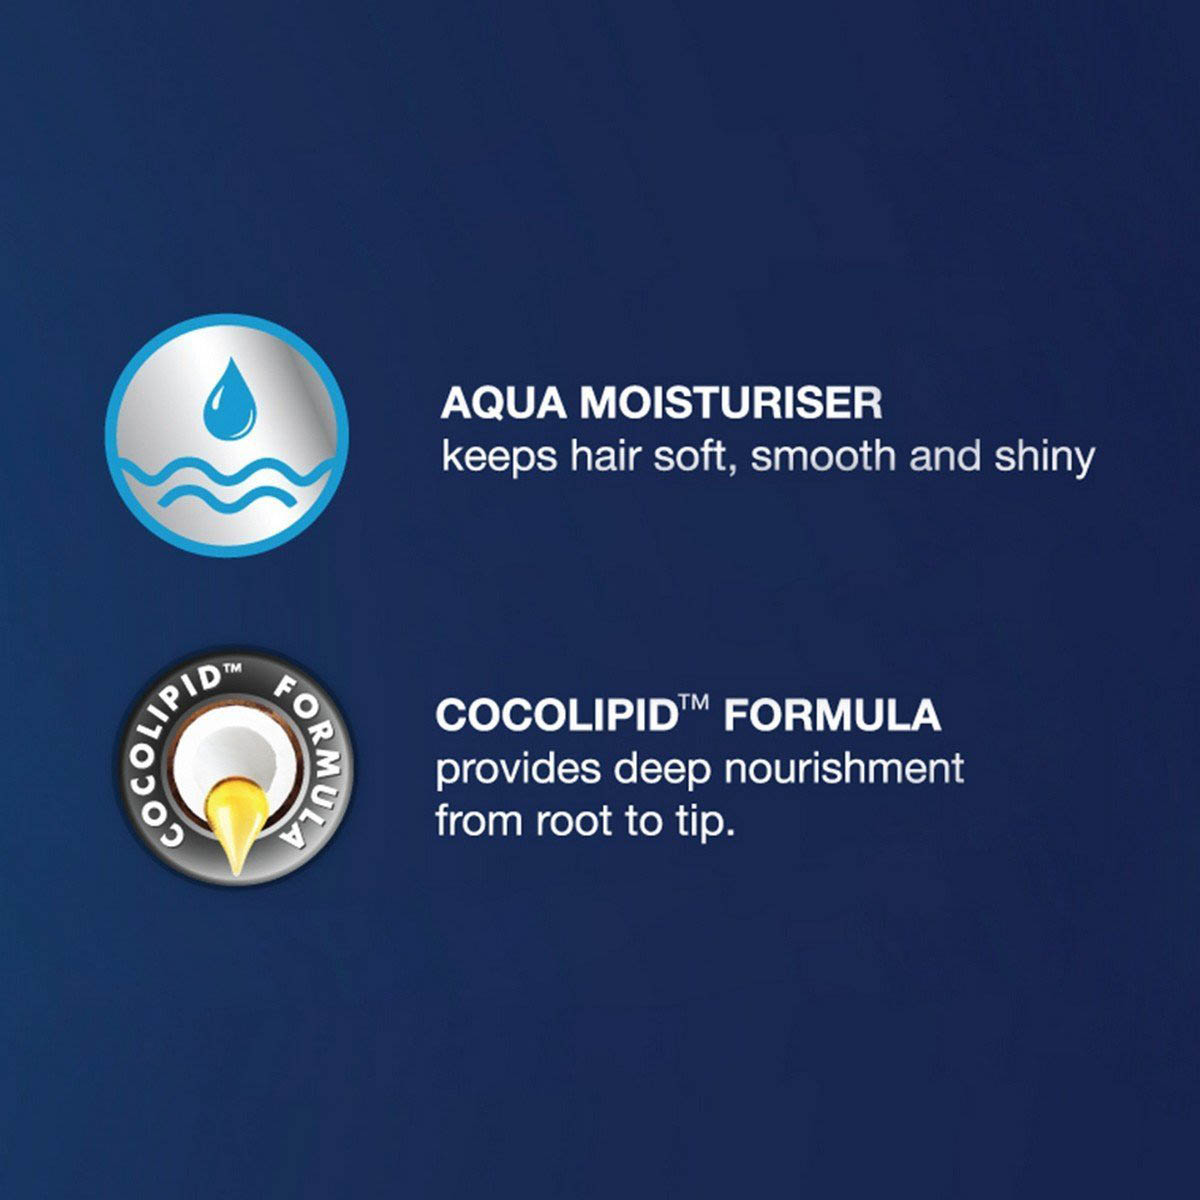 AQUA MOISTURISER
keeps hair soft, smooth and shiny
COCOLIPID™ FORMULA
COCOLIPID™ FORMULA
provides deep nourishment
from root to tip.